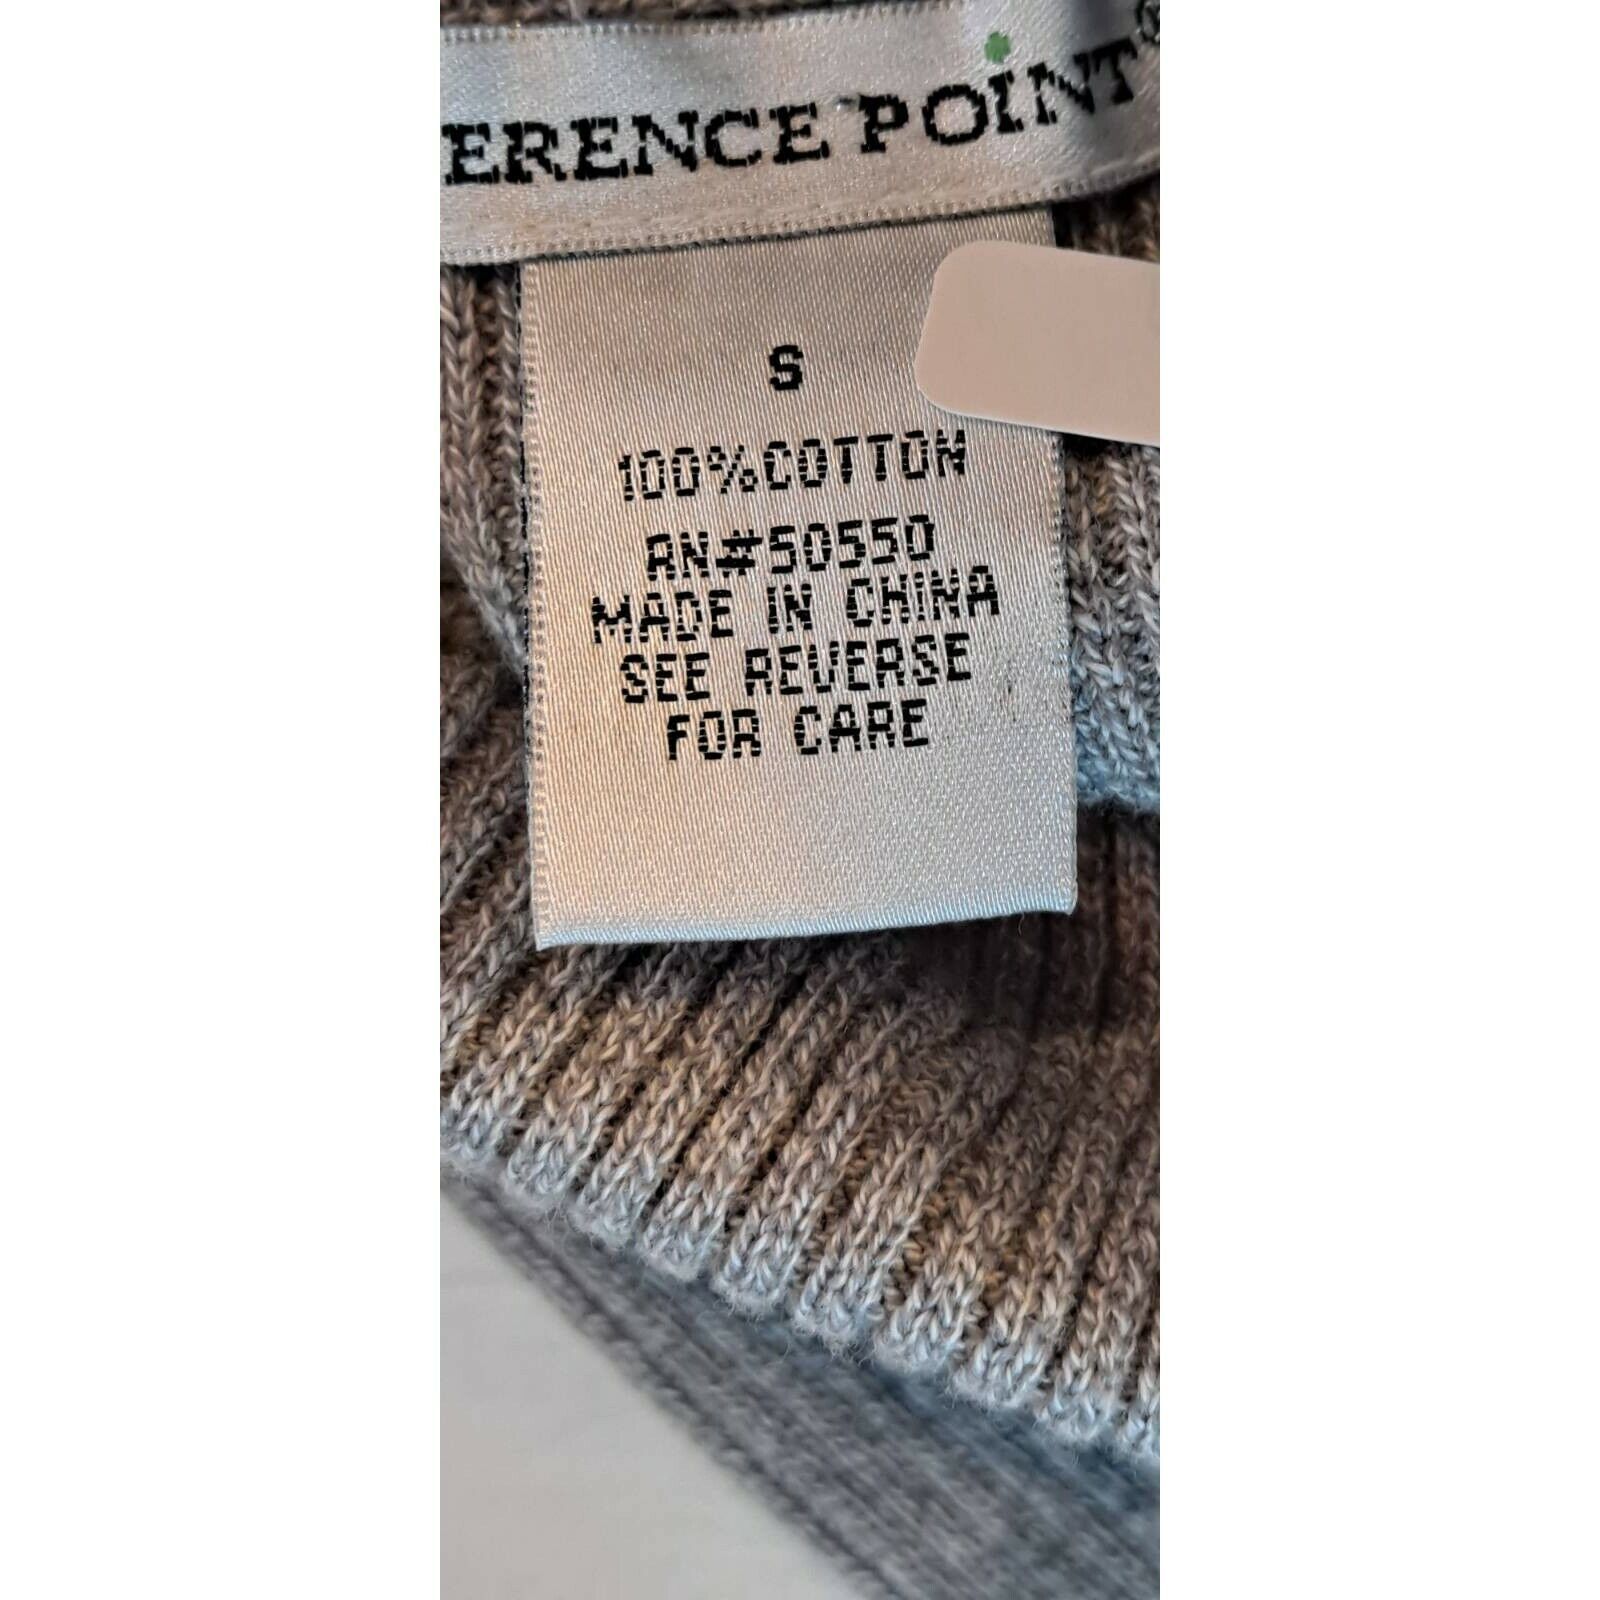 ERENCE POINT®
S
100%COTTON
RN#50550
MADE IN CHINA
SEE REVERSE
FOR CARE